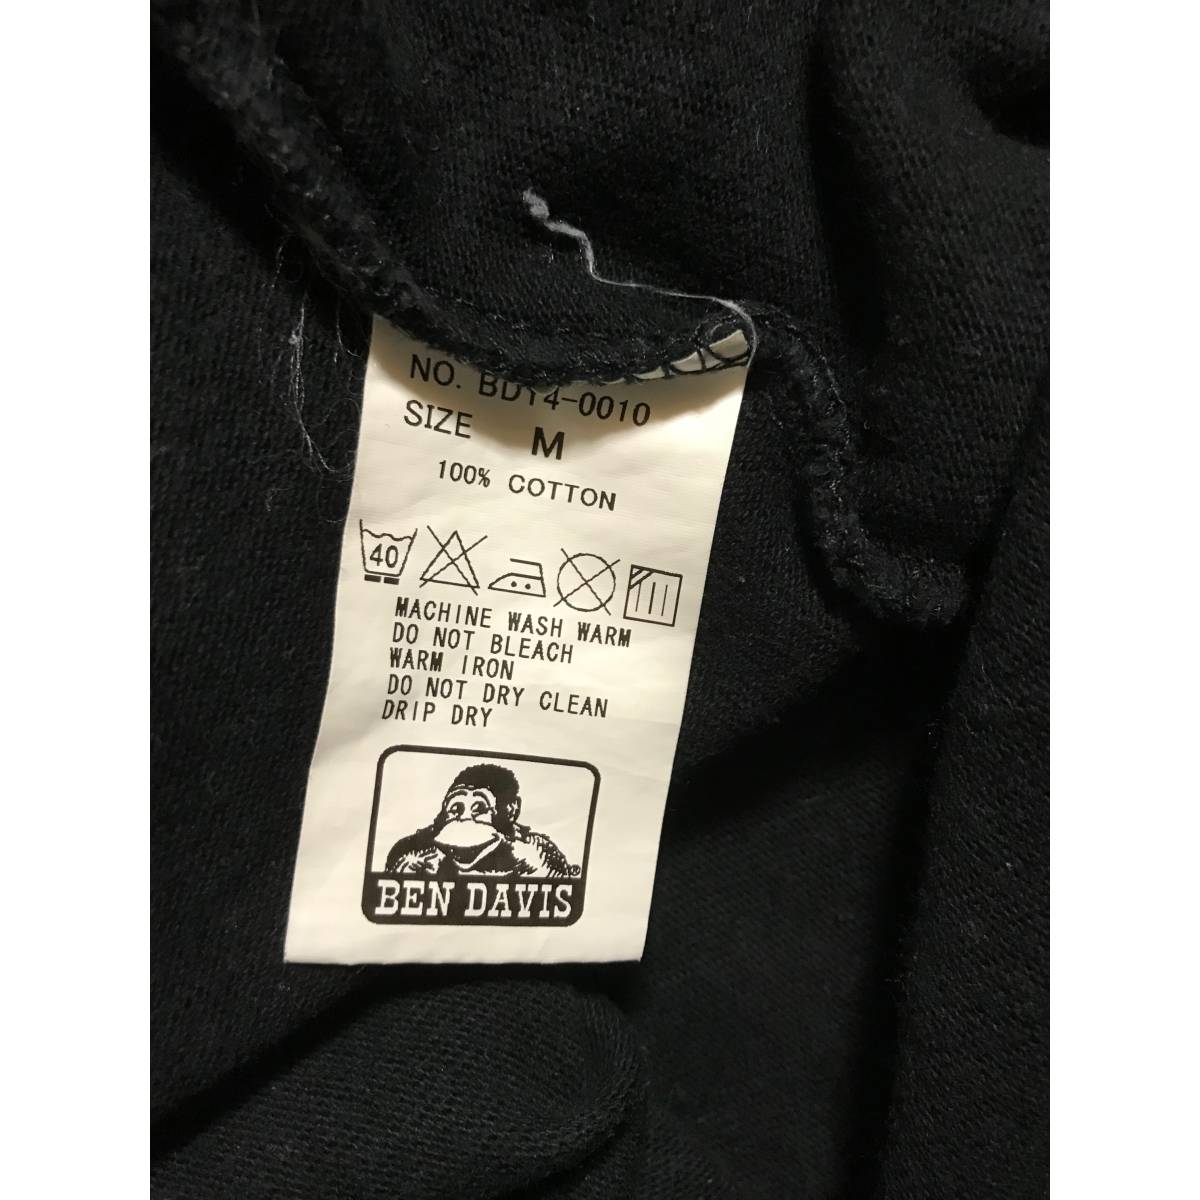 NO. BDY4-0010
SIZE M
100% COTTON
40
MACHINE WASH WARM
DO NOT BLEACH
WARM IRON
DO NOT DRY CLEAN
DRIP DRY
BEN DAVIS
®